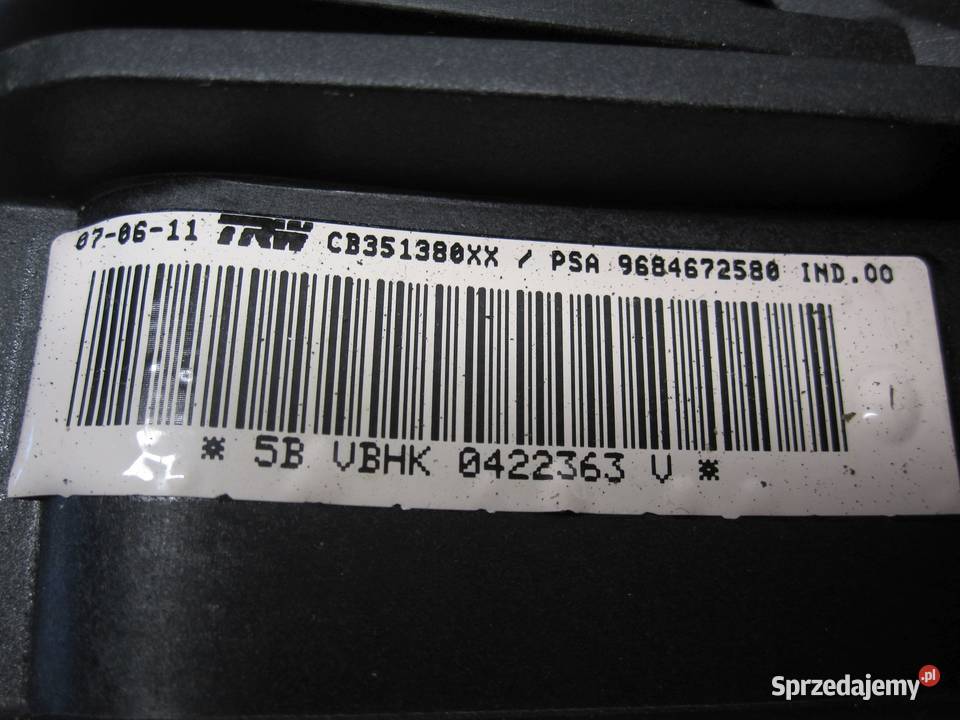 07-06-11 TRW CB351380XX / PSA 9684672580 IND.00
* 5B VBHK 0422363 V *
Sprzedajemy.pl